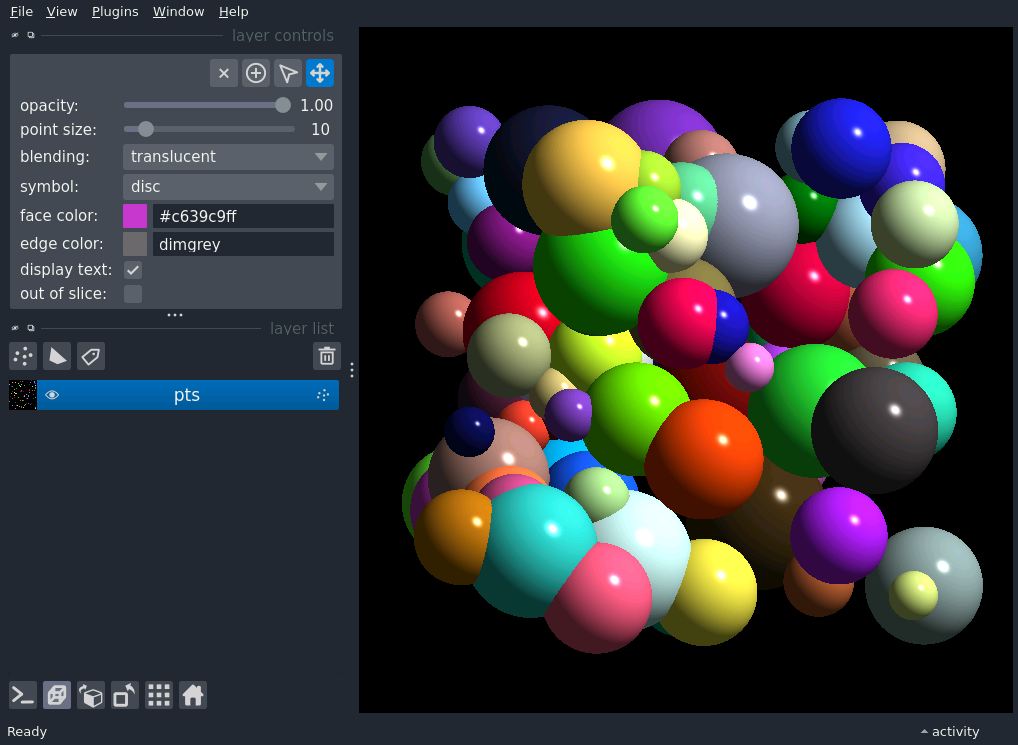 File View Plugins Window Help
layer controls
opacity: 1.00
point size: 10
blending: translucent
symbol: disc
face color: #c639c9ff
edge color: dimgrey
display text:
out of slice:
layer list
pts
Ready
activity